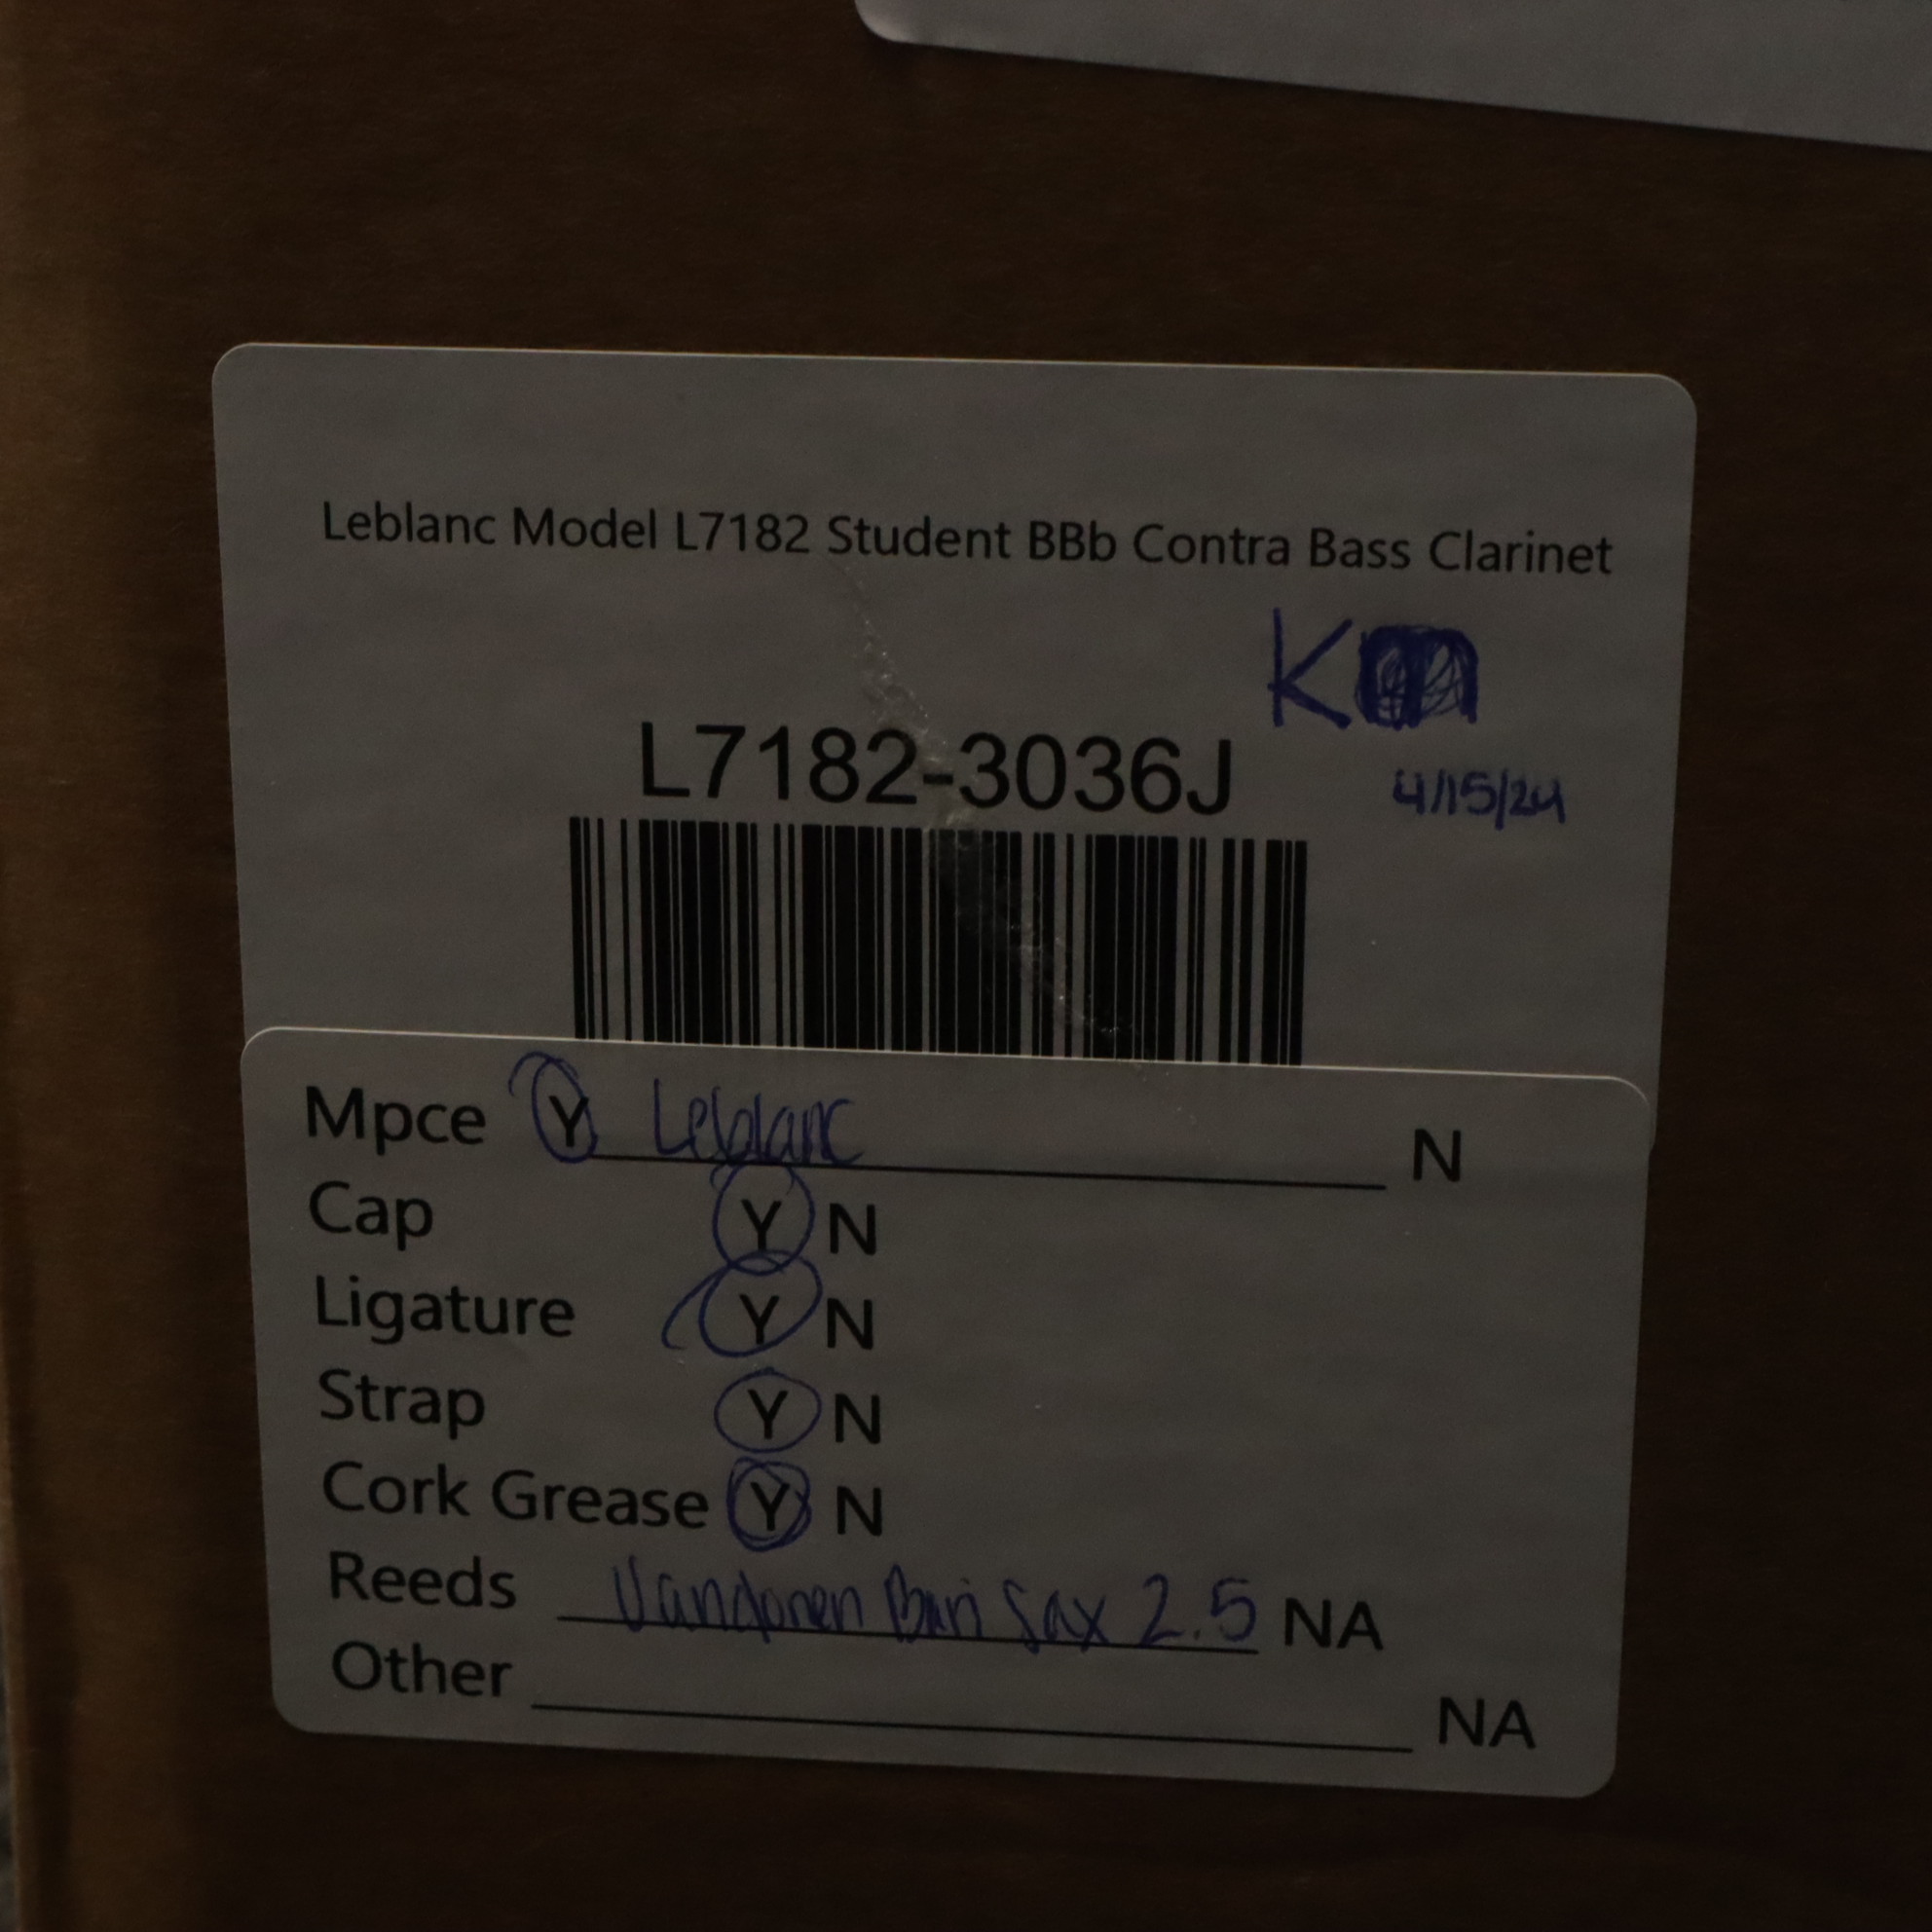 Leblanc Model L7182 Student BBb Contra Bass Clarinet
K
L7182-3036J
4/15/24
Mpce Y Leblanc N
Cap Y N
Ligature Y N
Strap Y N
Cork Grease Y N
Reeds Vandoren Bari Sax 2.5 NA
Other NA